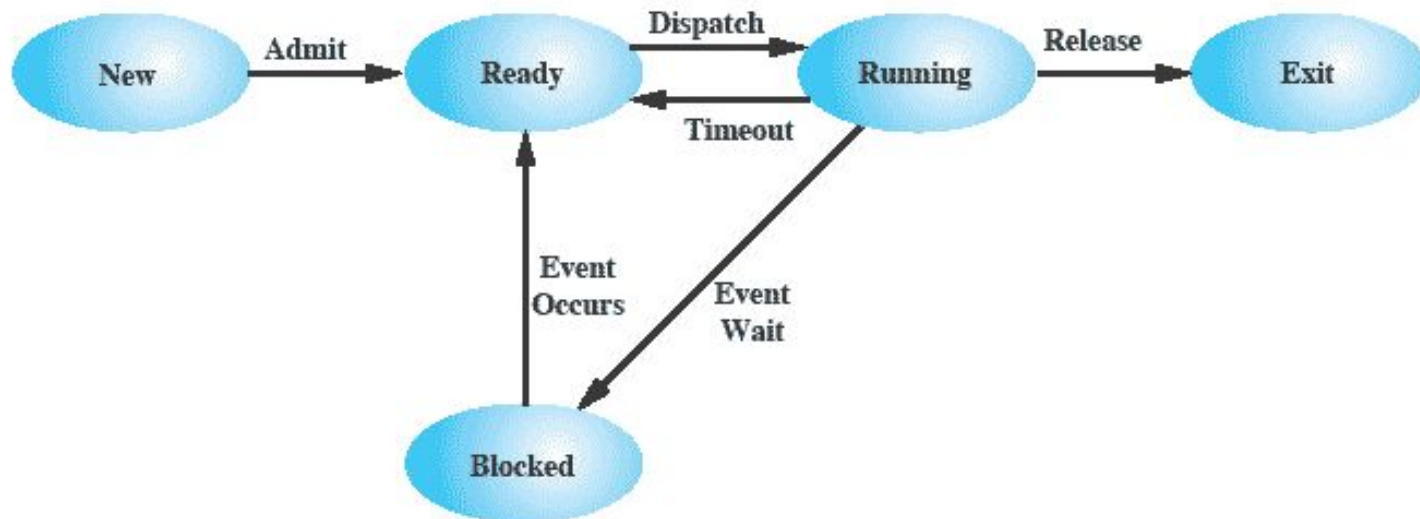 New
Admit
Ready
Dispatch
Timeout
Running
Release
Exit
Event
Occurs
Event
Wait
Blocked